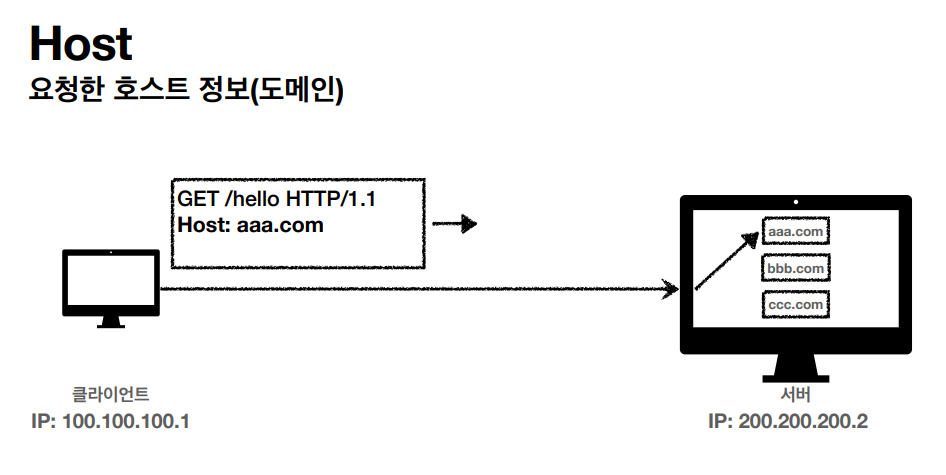 Host
요청한 호스트 정보(도메인)
GET /hello HTTP/1.1
Host: aaa.com
aaa.com
bbb.com
ccc.com
클라이언트
IP: 100.100.100.1
서버
IP: 200.200.200.2